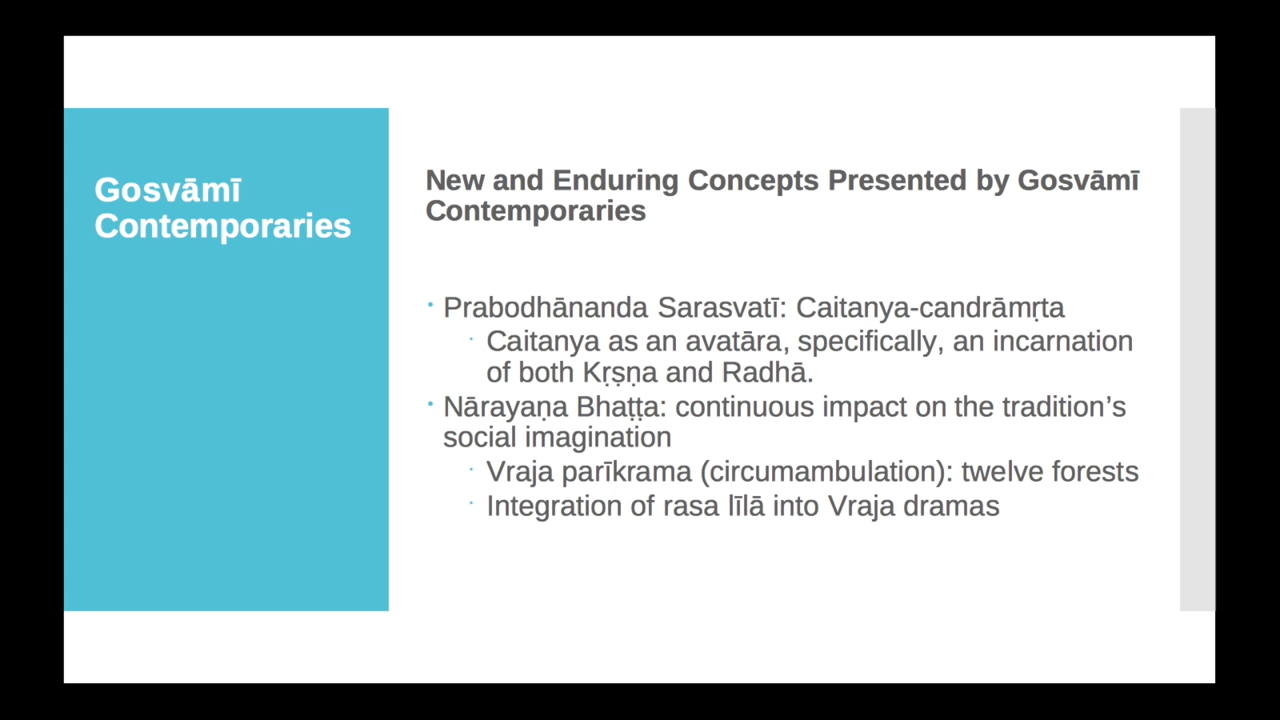 Gosvāmī
Contemporaries
New and Enduring Concepts Presented by Gosvāmī
Contemporaries
· Prabodhānanda Sarasvatī: Caitanya-candrāmṛta
· Caitanya as an avatāra, specifically, an incarnation
of both Kṛṣṇa and Radhā.
· Nārayaṇa Bhaṭṭa: continuous impact on the tradition’s
social imagination
· Vraja parīkrama (circumambulation): twelve forests
· Integration of rasa līlā into Vraja dramas